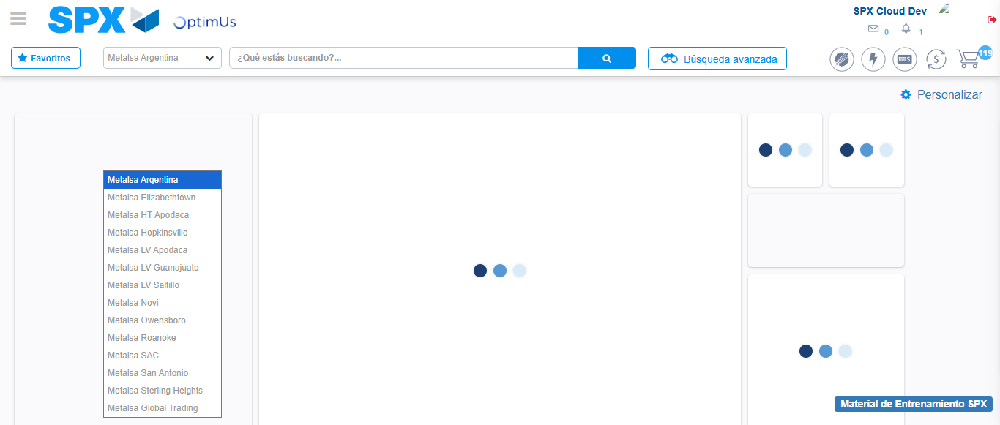 SPX
OptimUs
SPX Cloud Dev
0
1
Favoritos
Metalsa Argentina
¿Qué estás buscando?...
Búsqueda avanzada
$
119
Personalizar
Metalsa Argentina
Metalsa Elizabethtown
Metalsa HT Apodaca
Metalsa Hopkinsville
Metalsa LV Apodaca
Metalsa LV Guanajuato
Metalsa LV Saltillo
Metalsa Novi
Metalsa Owensboro
Metalsa Roanoke
Metalsa SAC
Metalsa San Antonio
Metalsa Sterling Heights
Metalsa Global Trading
Material de Entrenamiento SPX